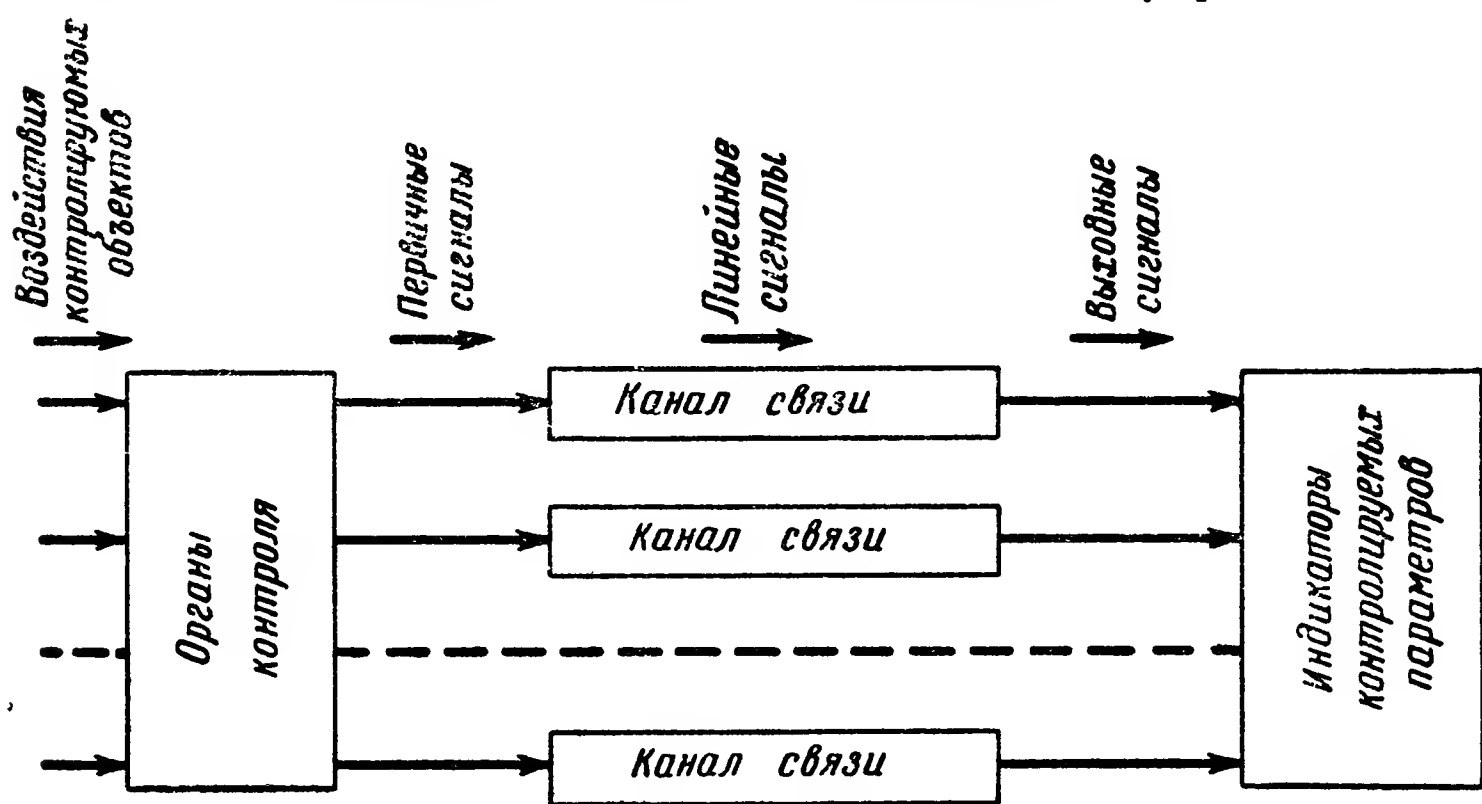 Воздействия
контролируюмых
объектов
Первичные
сигналы
Линейные
сигналы
Выходные
сигналы
Органы
контроля
Канал связи
Канал связи
Канал связи
Индикаторы
контролируемых
параметров